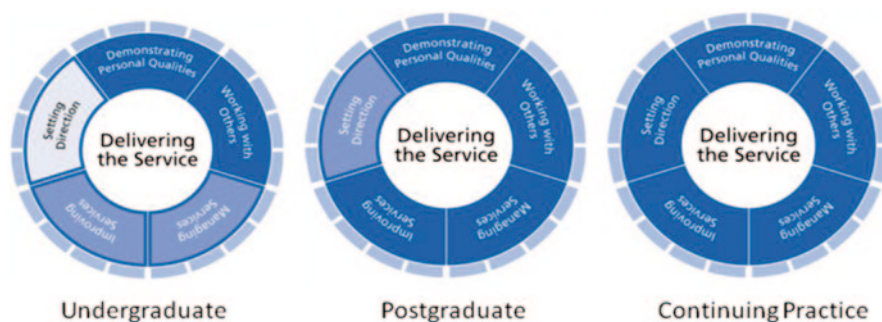 Demonstrating
Personal Qualities
Working with
Others
Managing
Services
Improving
Services
Setting
Direction
Delivering
the Service
Undergraduate
Demonstrating
Personal Qualities
Working with
Others
Managing
Services
Improving
Services
Setting
Direction
Delivering
the Service
Postgraduate
Demonstrating
Personal Qualities
Working with
Others
Managing
Services
Improving
Services
Setting
Direction
Delivering
the Service
Continuing Practice